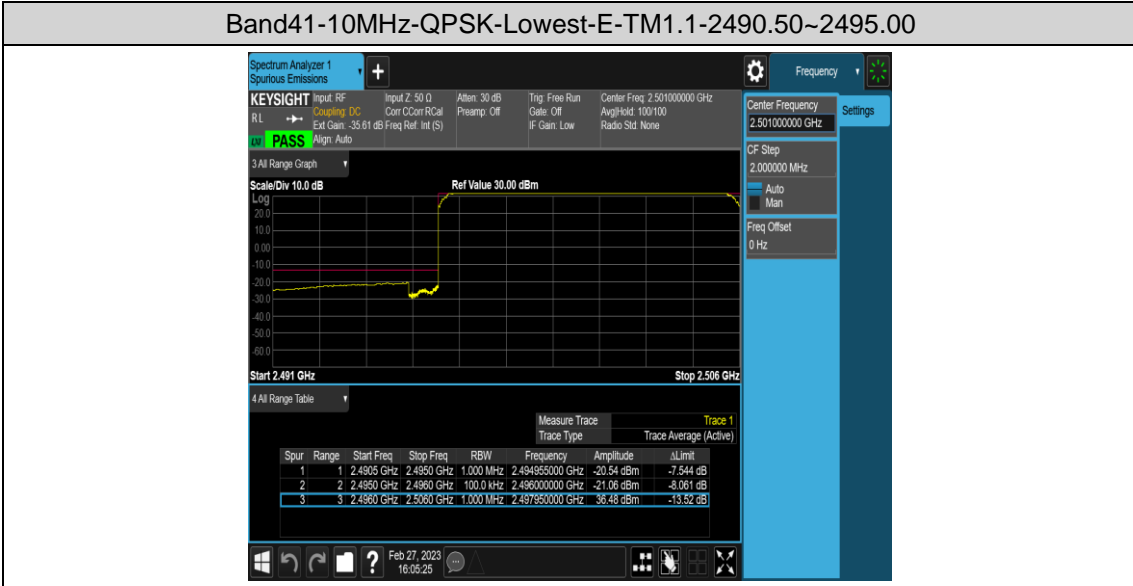 Band41-10MHz-QPSK-Lowest-E-TM1.1-2490.50~2495.00
Spectrum Analyzer 1
Spurious Emissions
+
Frequency
KEYSIGHT
RL
LXI
PASS
Input: RF
Coupling: DC
Ext Gain: -35.61 dB
Align: Auto
Input Z: 50 Ω
Corr CCorr RCal
Freq Ref: Int (S)
Atten: 30 dB
Preamp: Off
Trig: Free Run
Gate: Off
IF Gain: Low
Center Freq: 2.501000000 GHz
Avg|Hold: 100/100
Radio Std: None
Center Frequency
2.501000000 GHz
Settings
CF Step
2.000000 MHz
Auto
Man
Freq Offset
0 Hz
3 All Range Graph
Scale/Div 10.0 dB
Ref Value 30.00 dBm
Log
20.0
10.0
0.00
-10.0
-20.0
-30.0
-40.0
-50.0
-60.0
Start 2.491 GHz
Stop 2.506 GHz
4 All Range Table
Measure Trace Trace 1
Trace Type Trace Average (Active)
Spur Range Start Freq Stop Freq RBW Frequency Amplitude ΔLimit
1 1 2.4905 GHz 2.4950 GHz 1.000 MHz 2.494955000 GHz -20.54 dBm -7.544 dB
2 2 2.4950 GHz 2.4960 GHz 100.0 kHz 2.496000000 GHz -21.06 dBm -8.061 dB
3 3 2.4960 GHz 2.5060 GHz 1.000 MHz 2.497950000 GHz 36.48 dBm -13.52 dB
?
Feb 27, 2023
16:05:25